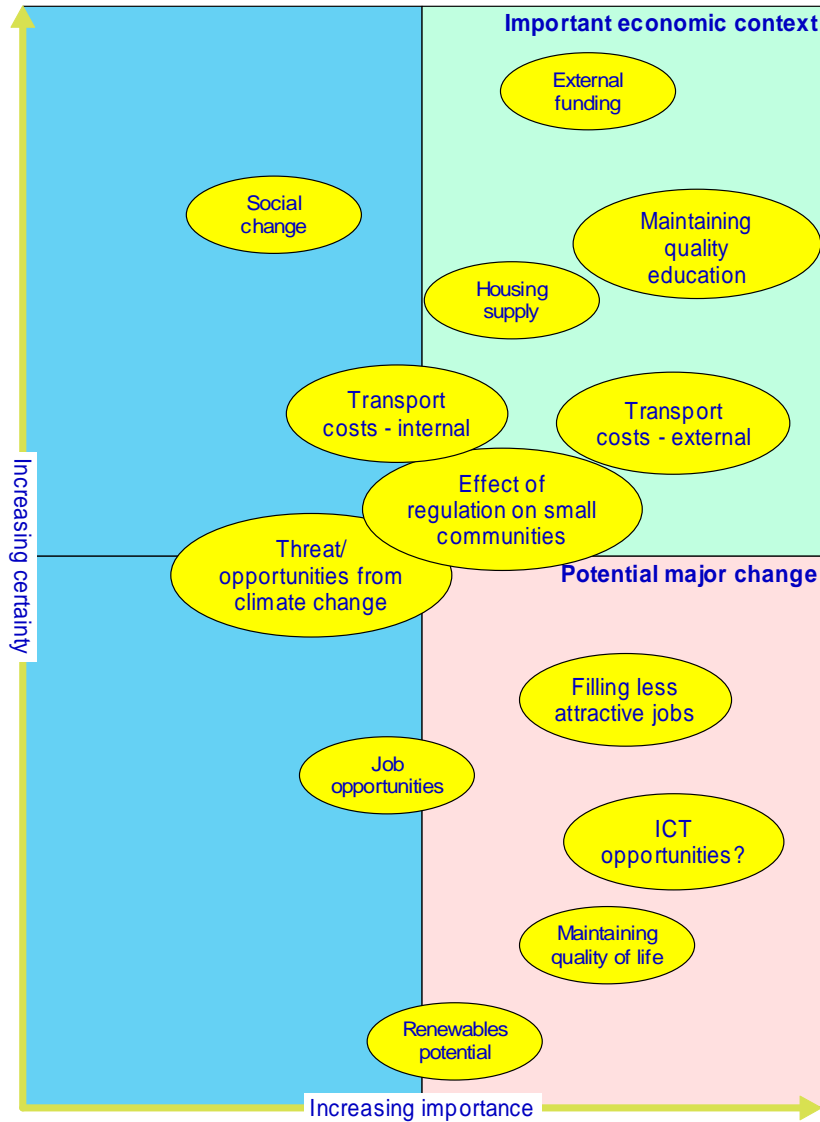 Important economic context
External
funding
Social
change
Maintaining
quality
education
Housing
supply
Transport
costs - internal
Transport
costs - external
Effect of
regulation on small
communities
Increasing certainty
Threat/
opportunities from
climate change
Potential major change
Filling less
attractive jobs
Job
opportunities
ICT
opportunities?
Maintaining
quality of life
Renewables
potential
Increasing importance